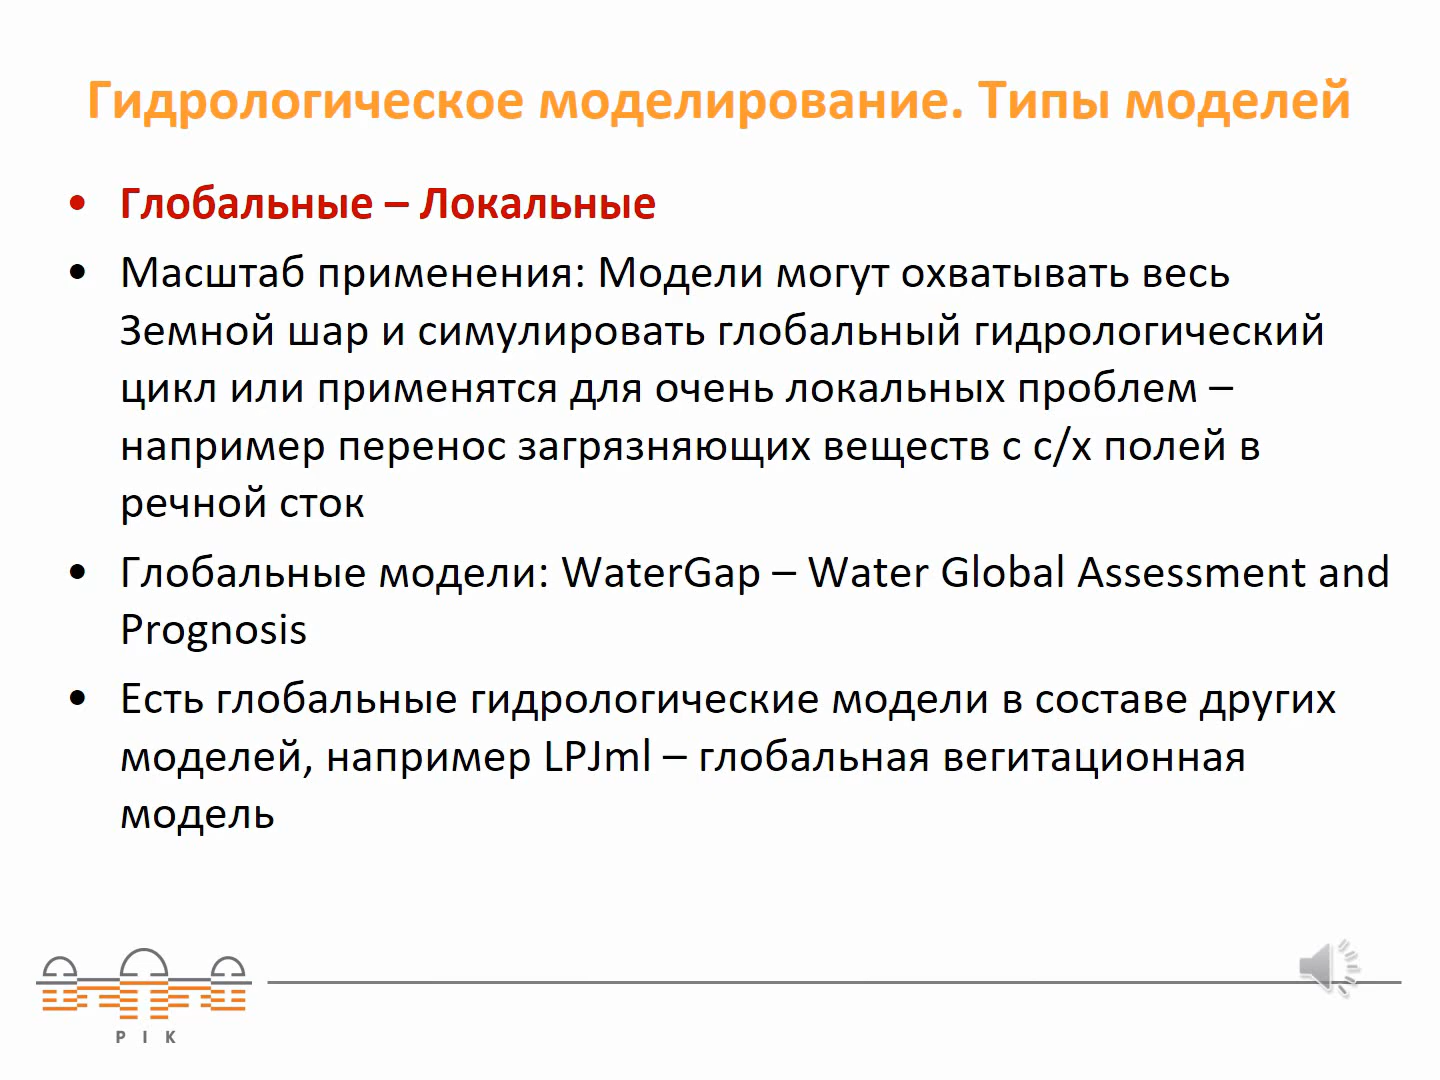 Гидрологическое моделирование. Типы моделей
• Глобальные – Локальные
• Масштаб применения: Модели могут охватывать весь
Земной шар и симулировать глобальный гидрологический
цикл или применятся для очень локальных проблем –
например перенос загрязняющих веществ с с/х полей в
речной сток
• Глобальные модели: WaterGap – Water Global Assessment and
Prognosis
• Есть глобальные гидрологические модели в составе других
моделей, например LPJml – глобальная вегитационная
модель
P I K